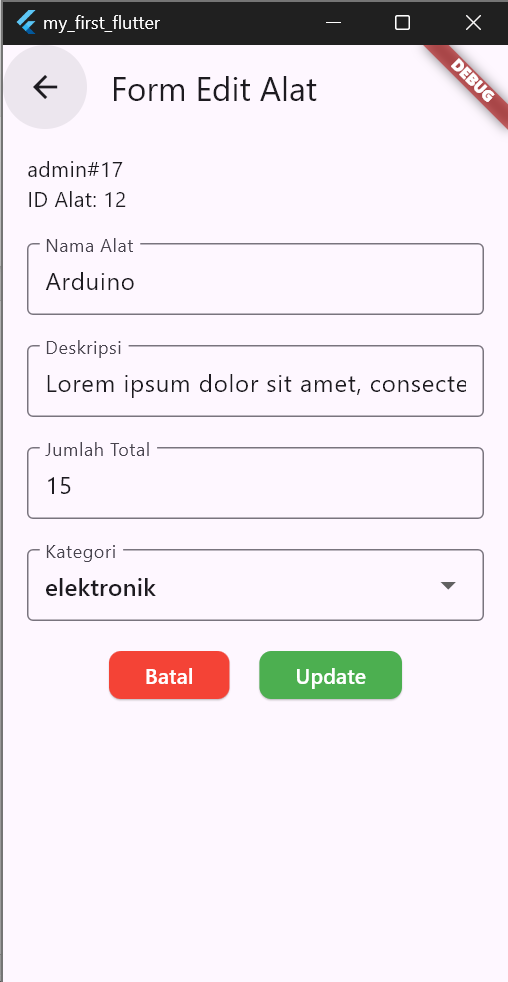 my_first_flutter
DEBUG
Form Edit Alat
admin#17
ID Alat: 12
Nama Alat
Arduino
Deskripsi
Lorem ipsum dolor sit amet, consecte
Jumlah Total
15
Kategori
elektronik
Batal
Update